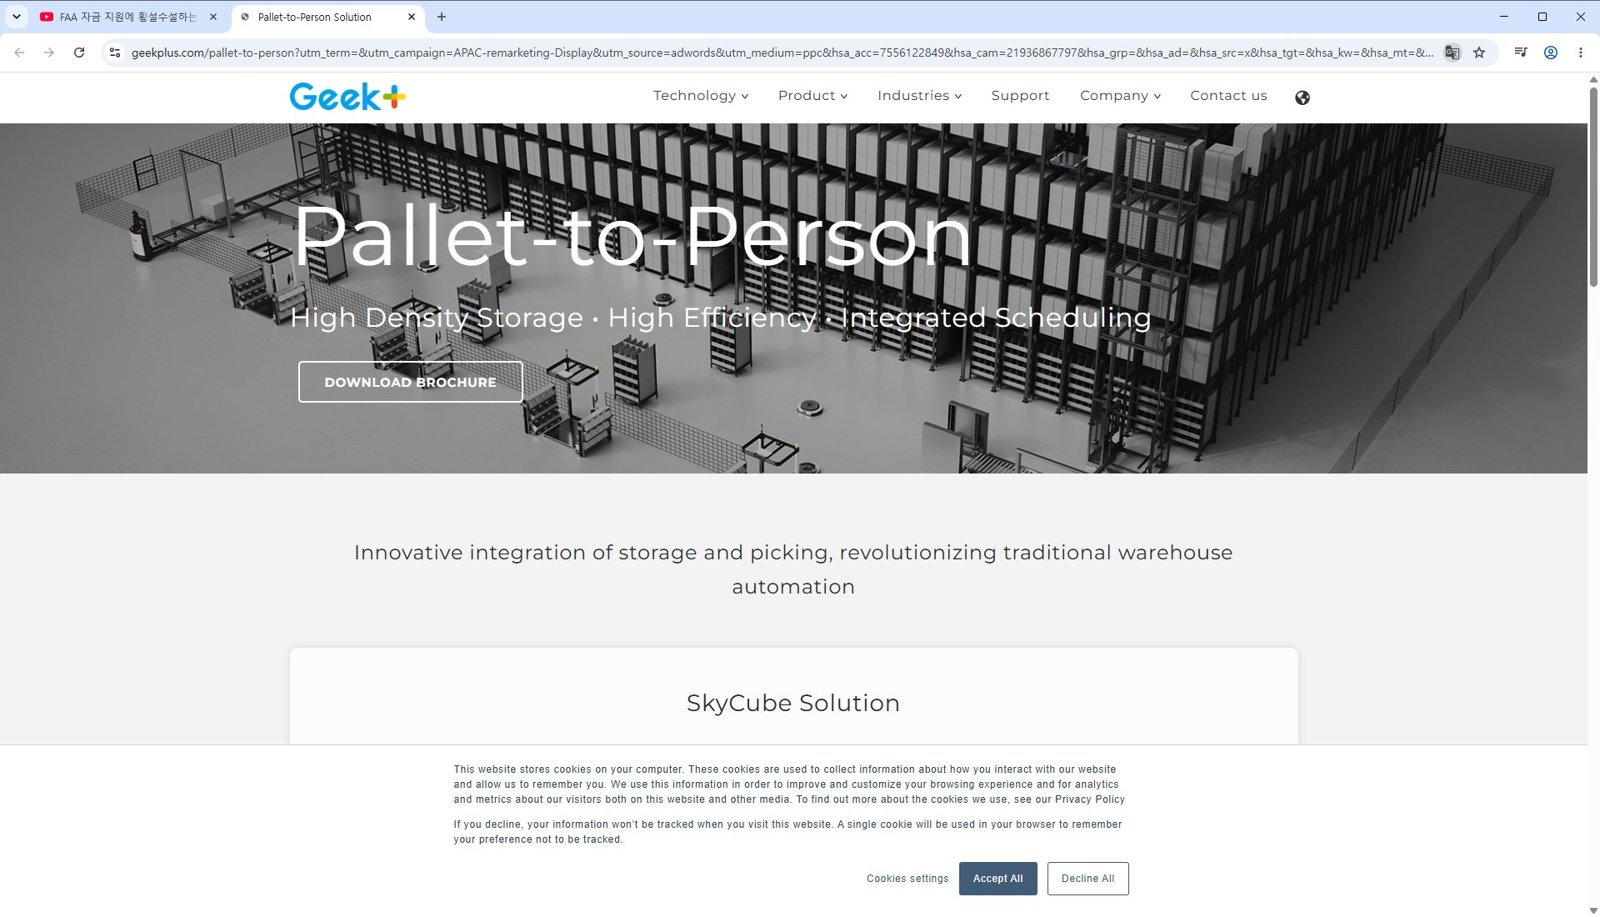 FAA 자금 지원에 횡설수설하는
Pallet-to-Person Solution
geekplus.com/pallet-to-person?utm_term=&utm_campaign=APAC-remarketing-Display&utm_source=adwords&utm_medium=ppc&hsa_acc=7556122849&hsa_cam=21936867797&hsa_grp=&hsa_ad=&hsa_src=x&hsa_tgt=&hsa_kw=&hsa_mt=&...
Geek+
Technology
Product
Industries
Support
Company
Contact us
Pallet-to-Person
High Density Storage • High Efficiency • Integrated Scheduling
DOWNLOAD BROCHURE
Innovative integration of storage and picking, revolutionizing traditional warehouse
automation
SkyCube Solution
This website stores cookies on your computer. These cookies are used to collect information about how you interact with our website
and allow us to remember you. We use this information in order to improve and customize your browsing experience and for analytics
and metrics about our visitors both on this website and other media. To find out more about the cookies we use, see our Privacy Policy
If you decline, your information won't be tracked when you visit this website. A single cookie will be used in your browser to remember
your preference not to be tracked.
Cookies settings
Accept All
Decline All